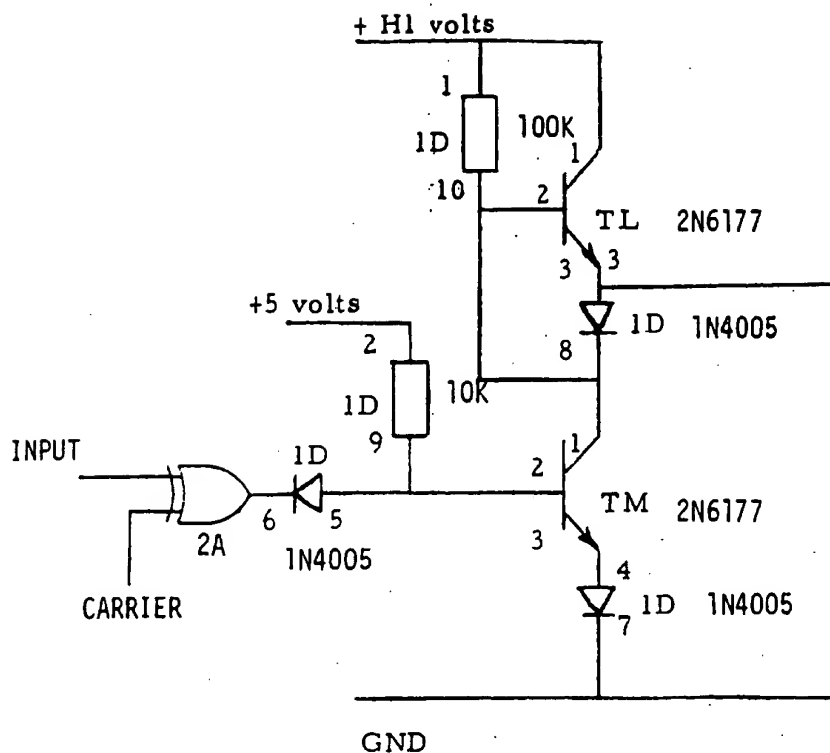 + H1 volts
1
1D
100K
10
1
2
TL
2N6177
3
3
+5 volts
1D
1N4005
2
8
1D
10K
9
INPUT
1D
1
2
TM
2N6177
6
5
2A
3
1N4005
4
CARRIER
1D
1N4005
7
GND